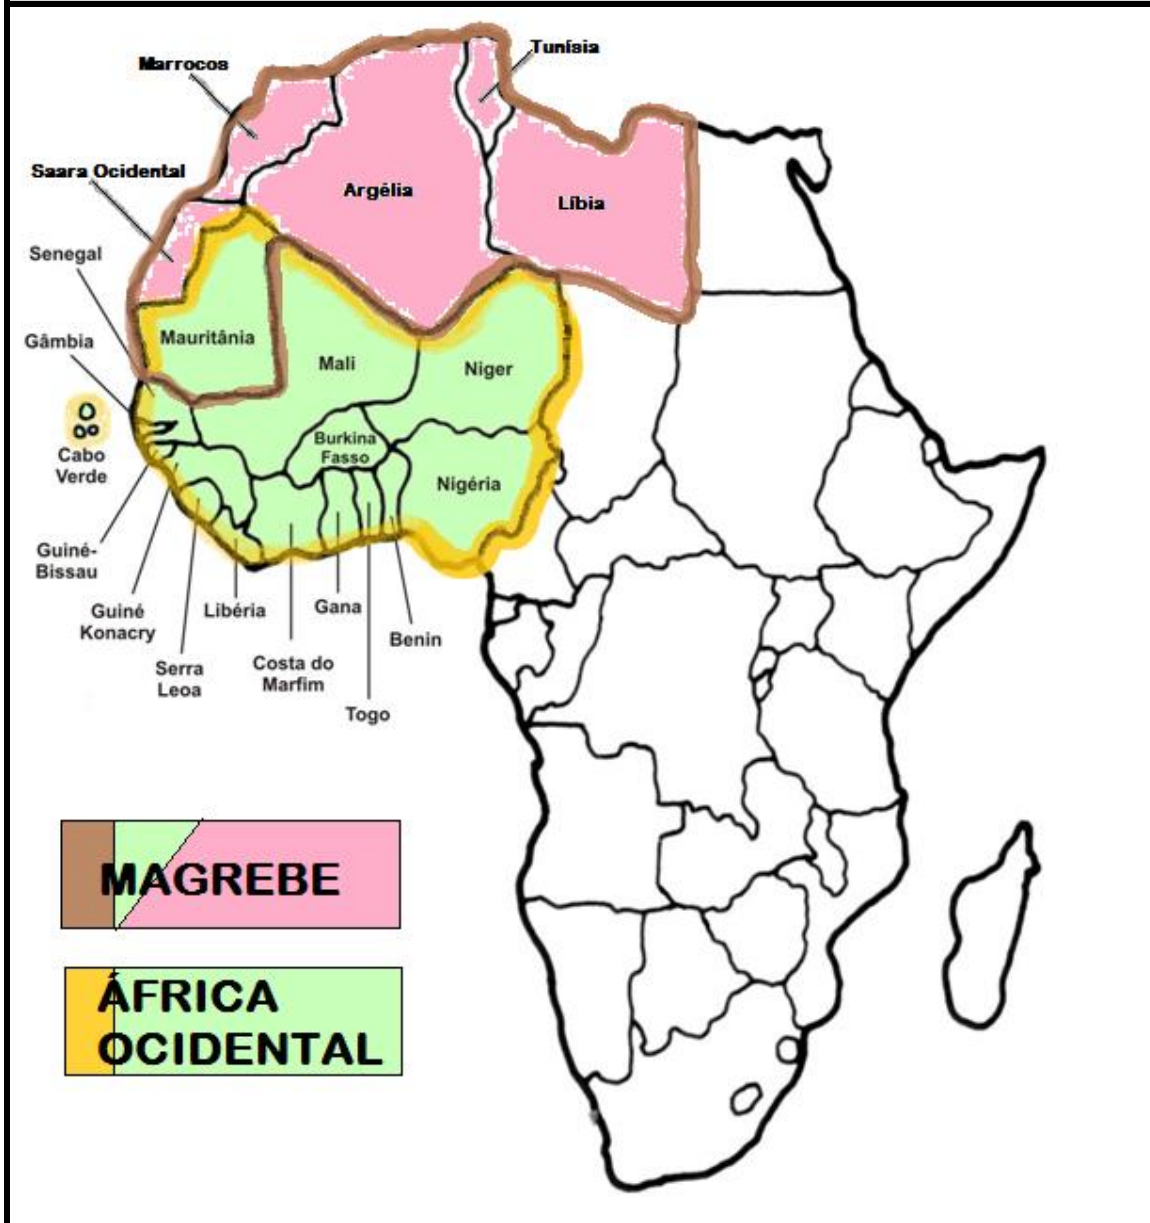 Tunísia
Marrocos
Saara Ocidental
Argélia
Líbia
Senegal
Gâmbia
Mauritânia
Mali
Niger
Cabo
Verde
Burkina
Fasso
Nigéria
Guiné-
Bissau
Guiné
Konacry
Libéria
Gana
Benin
Serra
Leoa
Costa do
Marfim
Togo
MAGREBE
ÁFRICA
OCIDENTAL